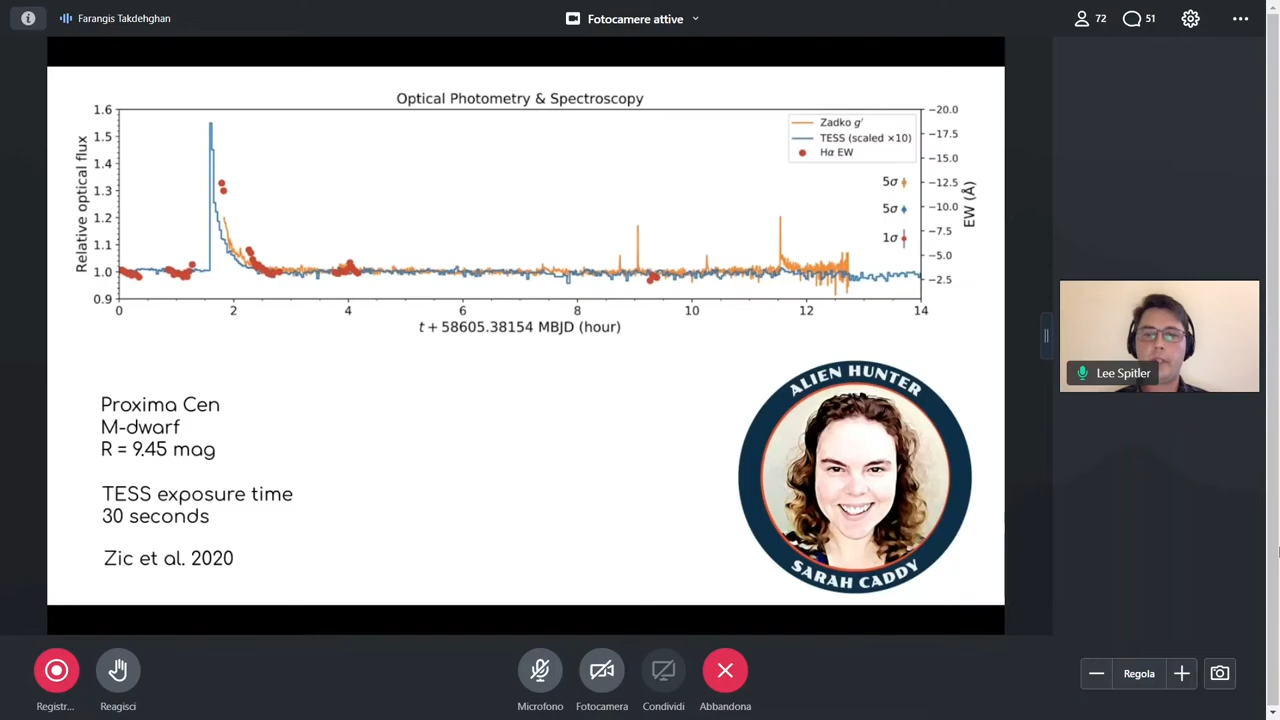 Farangis Takdehghan
Fotocamere attive
72
51
Optical Photometry & Spectroscopy
Relative optical flux
1.6
1.5
1.4
1.3
1.2
1.1
1.0
0.9
0
2
4
6
8
10
12
14
t + 58605.38154 MBJD (hour)
Zadko g′
TESS (scaled ×10)
Hα EW
5σ
5σ
1σ
−20.0
−17.5
−15.0
−12.5
−10.0
−7.5
−5.0
−2.5
EW (Å)
Proxima Cen
M-dwarf
R = 9.45 mag
TESS exposure time
30 seconds
Zic et al. 2020
ALIEN HUNTER
SARAH CADDY
Lee Spitler
Registr...
Reagisci
Microfono
Fotocamera
Condividi
Abbandona
Regola